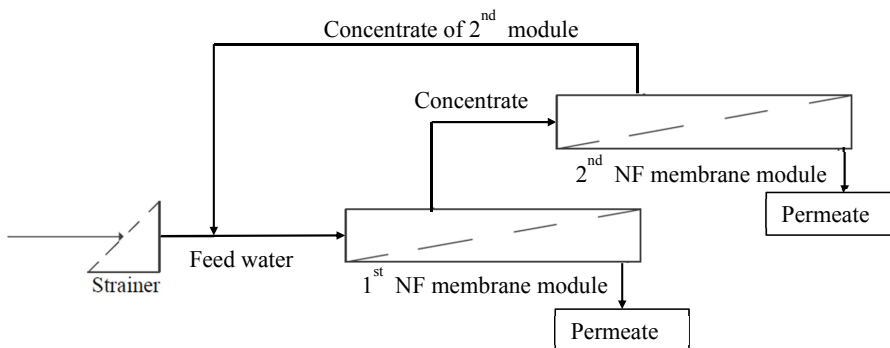 Concentrate of 2nd module
Concentrate
2nd NF membrane module
Permeate
Feed water
Strainer
1st NF membrane module
Permeate